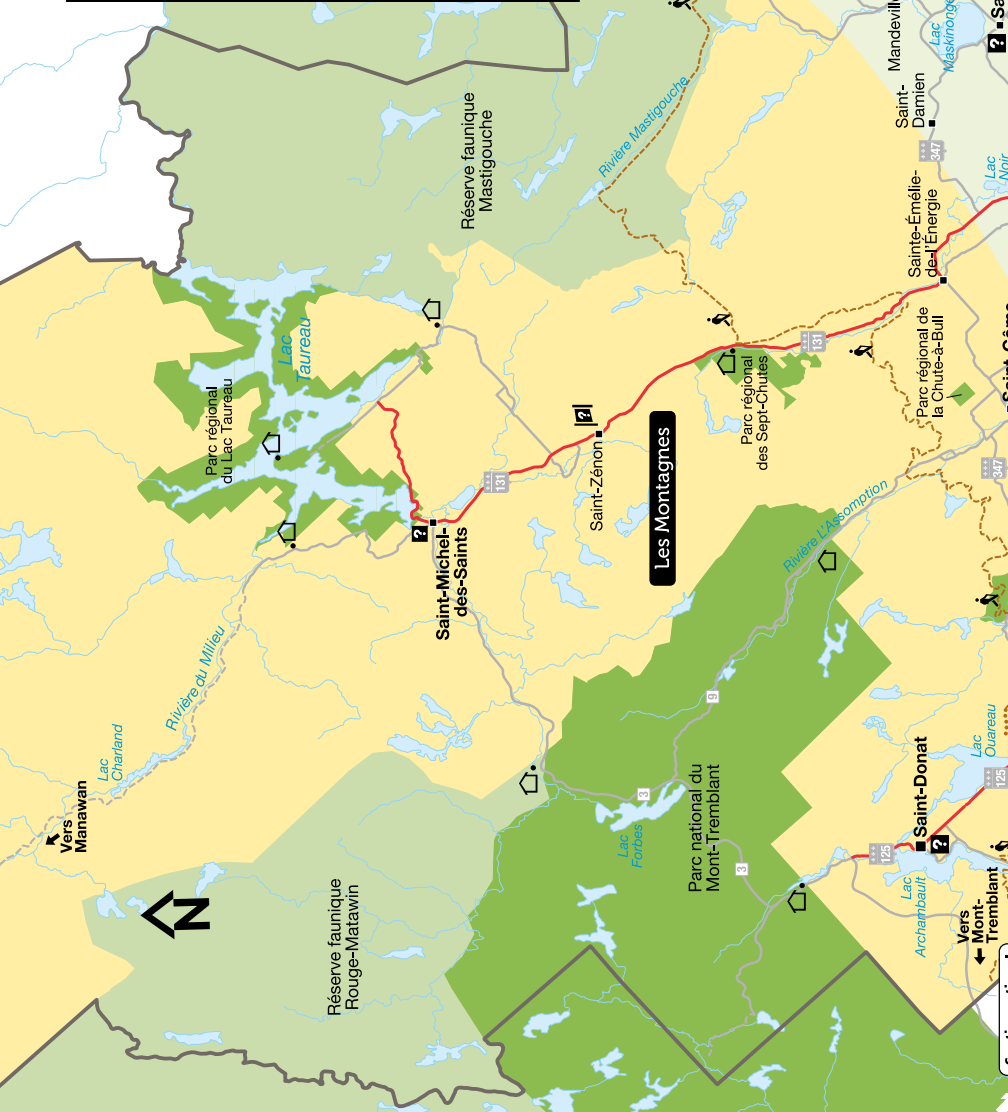 Vers
Manawan
Lac
Charland
Rivière du Milieu
N
Réserve faunique
Rouge-Matawin
Parc régional
du Lac Taureau
Lac
Taureau
?
Saint-Michel-
des-Saints
Réserve faunique
Mastigouche
Rivière Mastigouche
131
?
Saint-Zénon
Les Montagnes
Parc régional
des Sept-Chutes
131
Rivière L'Assomption
9
3
Lac
Forbes
Parc national du
Mont-Tremblant
3
Mandeville
Lac
Maskinongé
?
Saint-
Damien
347
Lac
Noir
Sainte-Émélie-
de-l'Énergie
Parc régional de
la Chute-à-Bull
347
Lac
Ouareau
125
Saint-Donat
?
125
Lac
Archambault
Vers
Mont-
Tremblant